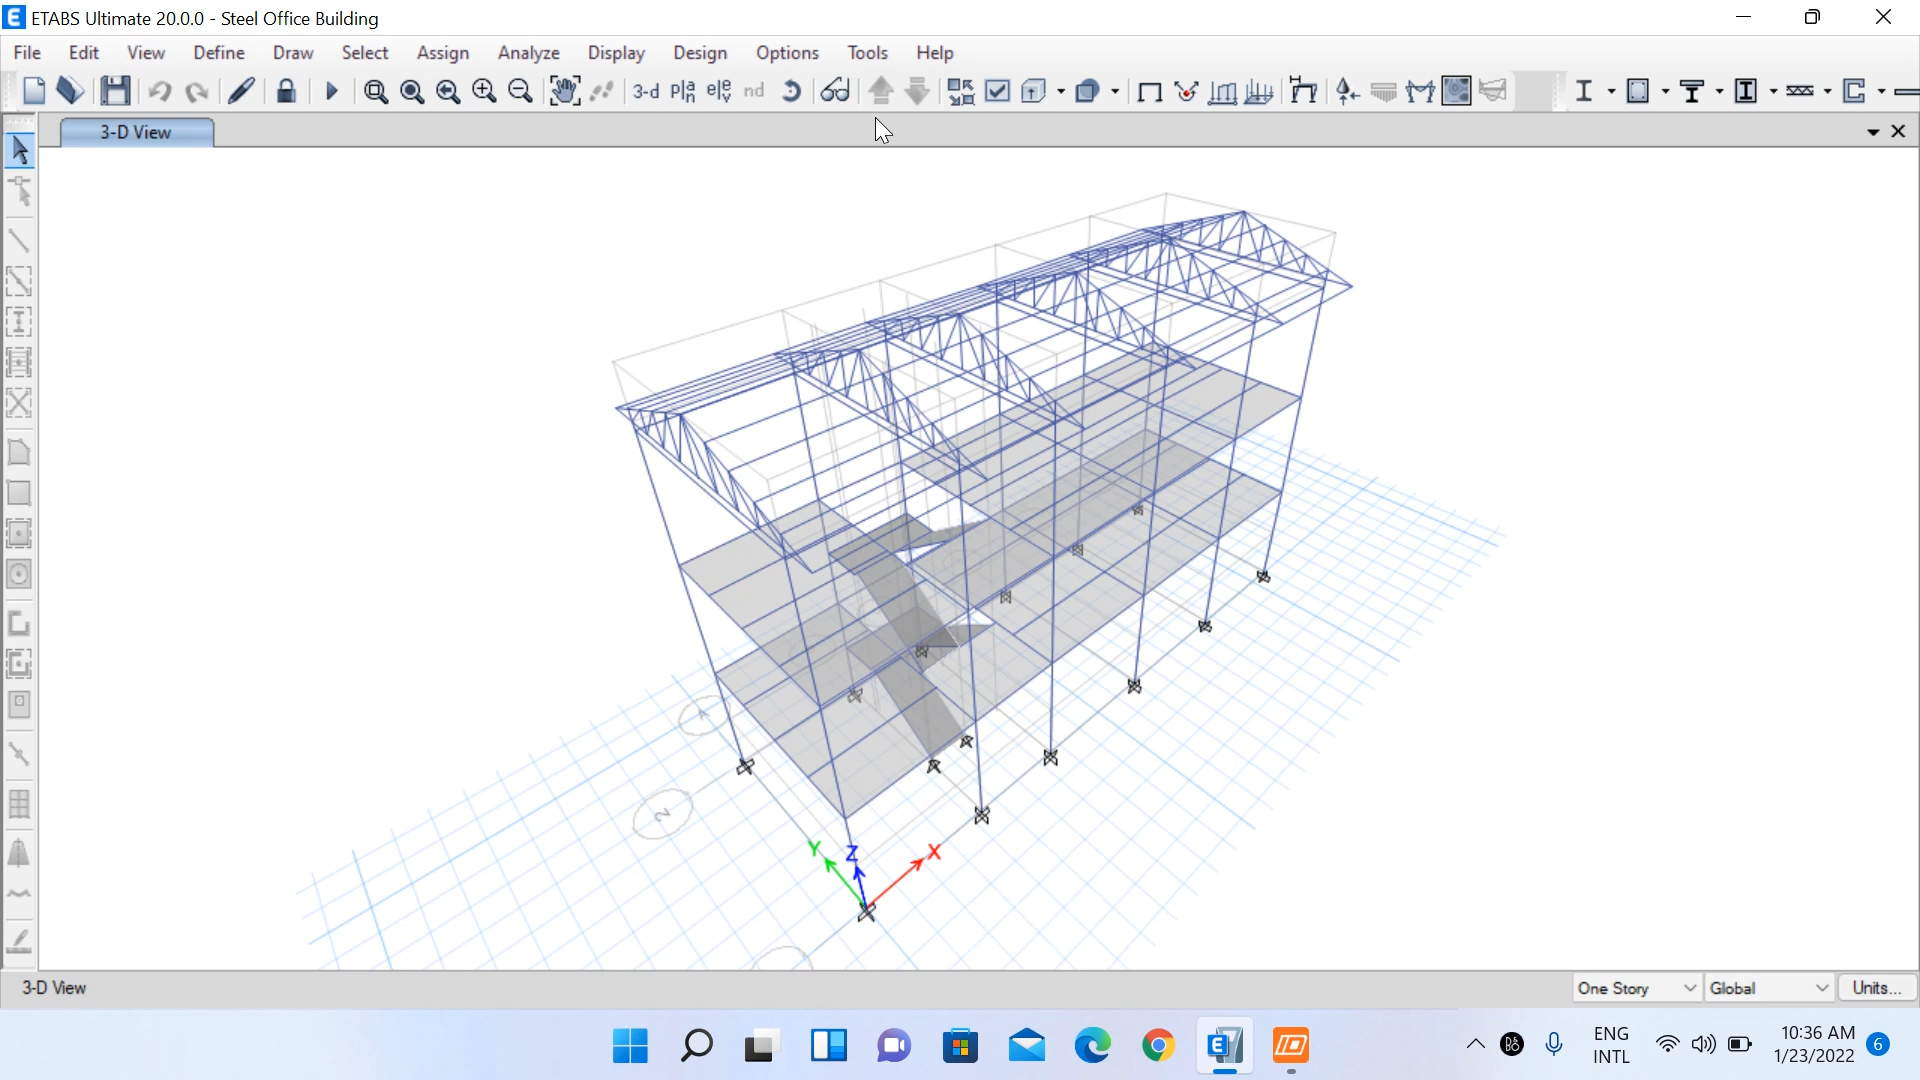 ETABS Ultimate 20.0.0 - Steel Office Building
File Edit View Define Draw Select Assign Analyze Display Design Options Tools Help
3-d nd
3-D View
Y Z X
2
3-D View One Story Global Units...
ENG
INTL
10:36 AM
1/23/2022
6